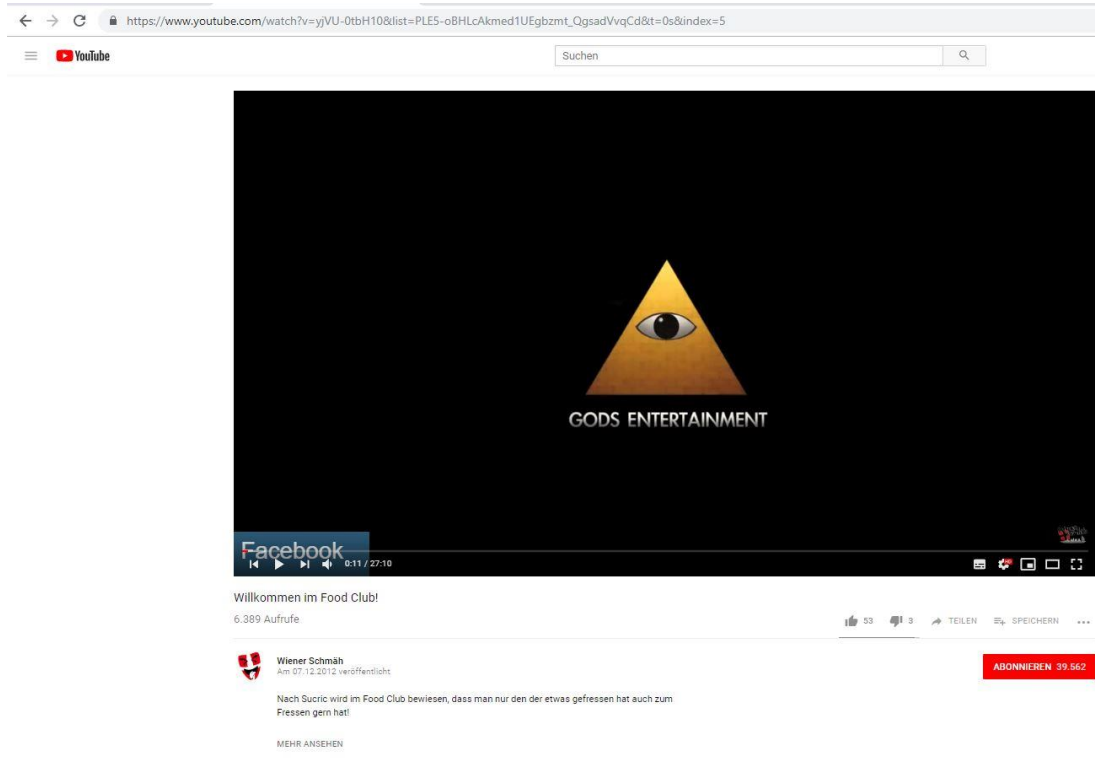 https://www.youtube.com/watch?v=yjVU-0tbH10&list=PLE5-oBHLcAkmed1UEgbzmt_QgsadVvqCd&t=0s&index=5
YouTube
Suchen
GODS ENTERTAINMENT
Facebook
0:11 / 27:10
Willkommen im Food Club!
6.389 Aufrufe
53 3 TEILEN SPEICHERN
Wiener Schmäh
Am 07.12.2012 veröffentlicht
ABONNIEREN 39.562
Nach Sucric wird im Food Club bewiesen, dass man nur den der etwas gefressen hat auch zum
Fressen gern hat!
MEHR ANSEHEN